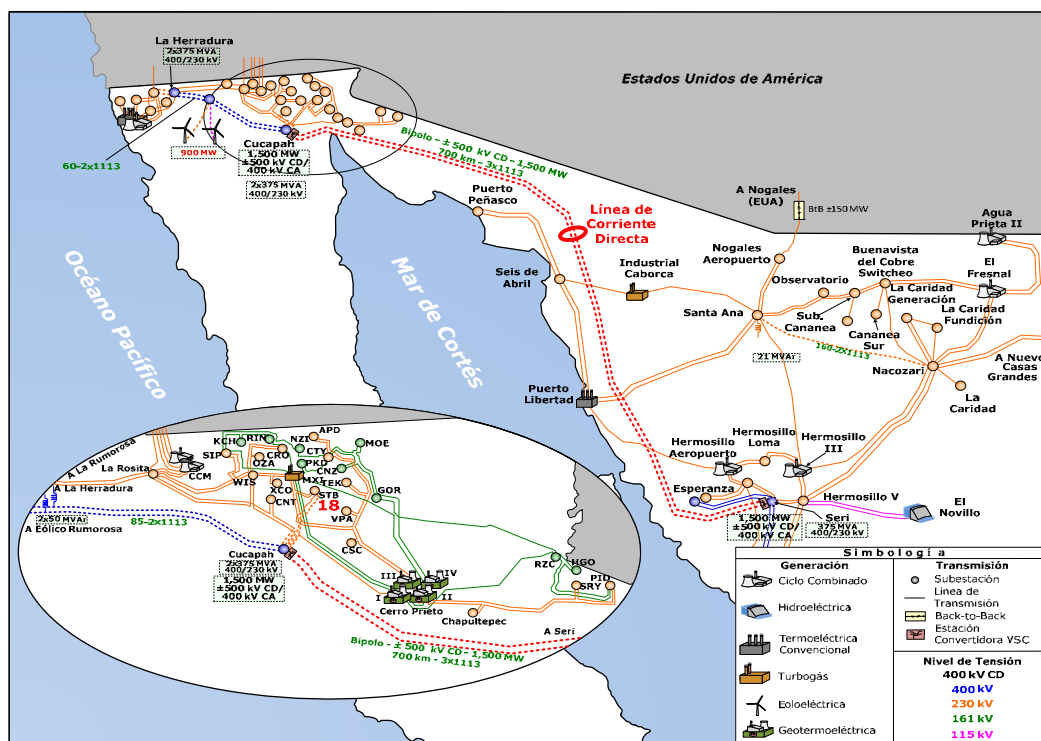 La Herradura
2x375 MVA
400/230 kV
Estados Unidos de América
60-2x1113
900 MW
Cucapah
1,500 MW
±500 kV CD/
400 kV CA
2x375 MVA
400/230 kV
Bipolo - ± 500 kV CD - 1,500 MW
700 km - 3x1113
Océano Pacífico
Mar de Cortés
Puerto
Peñasco
Línea de
Corriente
Directa
A Nogales
(EUA)
BtB ±150 MW
Agua
Prieta II
Nogales
Aeropuerto
Buenavista
del Cobre
Switcheo
El
Fresnal
Seis de
Abril
Industrial
Caborca
Observatorio
La Caridad
Generación
La Caridad
Fundición
Santa Ana
Sub.
Cananea
Cananea
Sur
21 MVAr
160-2x1113
A Nuevo
Casas
Grandes
Nacozari
La
Caridad
Puerto
Libertad
Hermosillo
Loma
Hermosillo
Aeropuerto
Hermosillo
III
Esperanza
Hermosillo V
El
Novillo
Seri
375 MVA
400/230 kV
1,500 MW
±500 kV CD/
400 kV CA
A La Rumorosa
La Rosita
A La Herradura
2x50 MVAr
A Eólico Rumorosa
85-2x1113
KCH
RIN
NZI
APD
MOE
SIP
OZA
CRO
CTY
PKD
CNZ
CCM
WIS
MXI
TEK
XCO
STB
GOR
CNT
18
VPA
CSC
Cucapah
2x375 MVA
400/230 kV
1,500 MW
±500 kV CD/
400 kV CA
III
IV
I
II
Cerro Prieto
Chapultepec
RZC
HGO
PID
SRY
A Seri
Bipolo - ± 500 kV CD - 1,500 MW
700 km - 3x1113
Simbología
Generación
Ciclo Combinado
Hidroeléctrica
Termoeléctrica
Convencional
Turbogás
Eoloeléctrica
Geotermoeléctrica
Transmisión
Subestación
Linea de
Transmisión
Back-to-Back
Estación
Convertidora VSC
Nivel de Tensión
400 kV CD
400 kV
230 kV
161 kV
115 kV